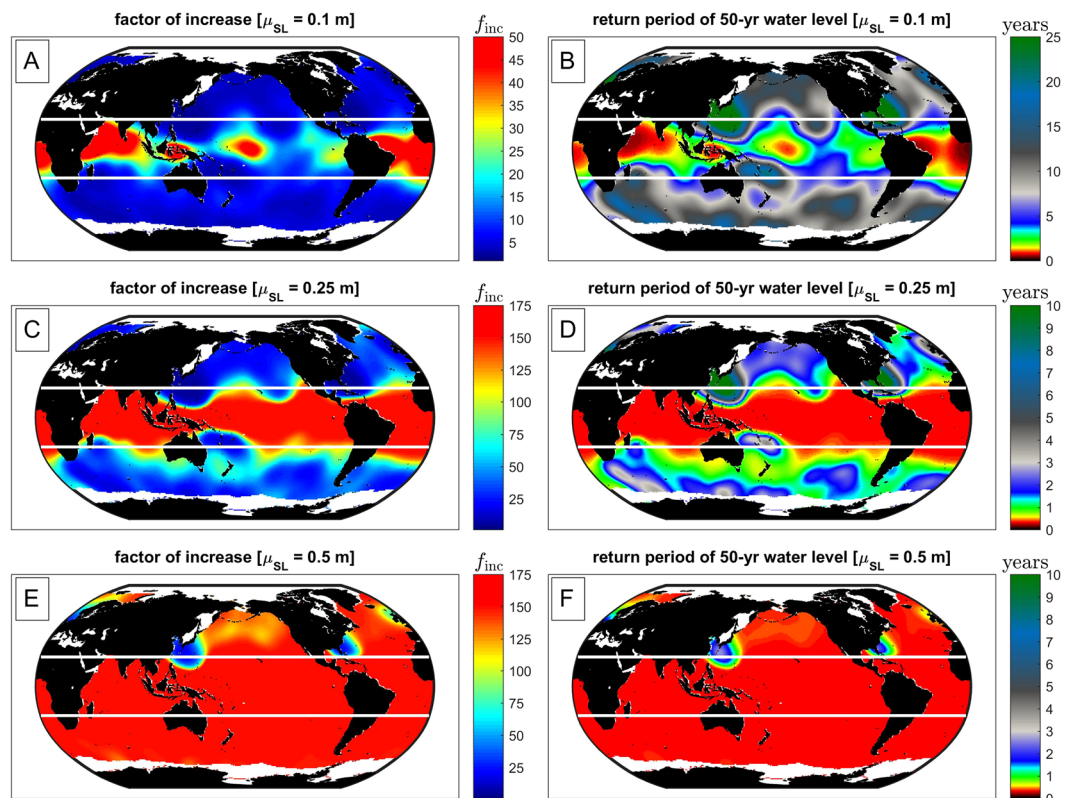 factor of increase [μSL = 0.1 m]
finc
return period of 50-yr water level [μSL = 0.1 m]
years
A
50
45
40
35
30
25
20
15
10
5
B
25
20
15
10
5
0
factor of increase [μSL = 0.25 m]
finc
return period of 50-yr water level [μSL = 0.25 m]
years
C
175
150
125
100
75
50
25
D
10
9
8
7
6
5
4
3
2
1
0
factor of increase [μSL = 0.5 m]
finc
return period of 50-yr water level [μSL = 0.5 m]
years
E
175
150
125
100
75
50
25
F
10
9
8
7
6
5
4
3
2
1
0